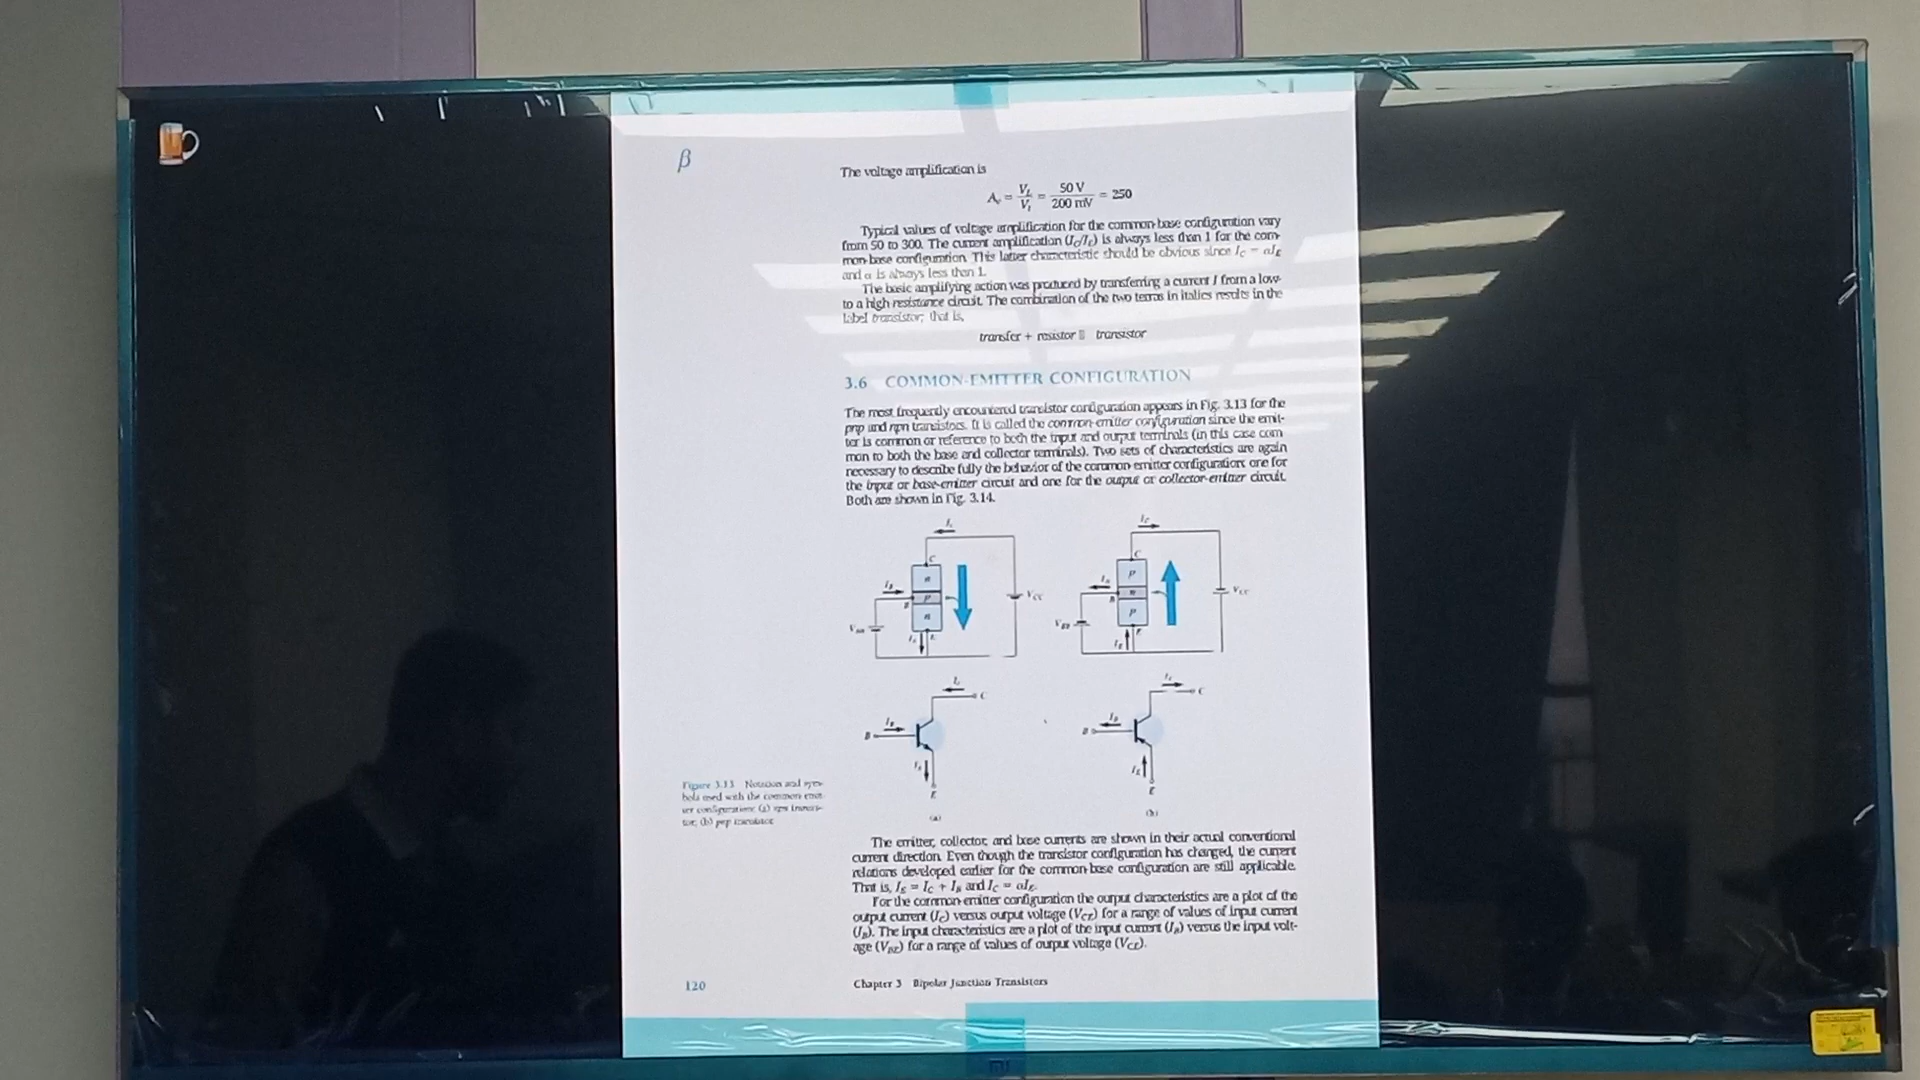 β
The voltage amplification is
A_v = V_L / V_i = 50 V / 200 mV = 250
Typical values of voltage amplification for the common-base configuration vary
from 50 to 300. The current amplification (I_C/I_E) is always less than 1 for the com-
mon-base configuration. This latter characteristic should be obvious since I_C = αI_E
and α is always less than 1.
The basic amplifying action was produced by transferring a current I from a low-
to a high-resistance circuit. The combination of the two terms in italics results in the
label transistor; that is,
transfer + resistor transistor
3.6 COMMON-EMITTER CONFIGURATION
The most frequently encountered transistor configuration appears in Fig. 3.13 for the
pnp and npn transistors. It is called the common-emitter configuration since the emit-
ter is common or reference to both the input and output terminals (in this case com
mon to both the base and collector terminals). Two sets of characteristics are again
necessary to describe fully the behavior of the common-emitter configuration: one for
the input or base-emitter circuit and one for the output or collector-emitter circuit.
Both are shown in Fig. 3.14.
I_C I_C
C C
n p
I_B I_B
p n
B B
n p
V_CC V_CC
V_BB V_BB
I_E E I_E E
I_C I_C
C C
I_B I_B
B B
I_E I_E
E E
(a) (b)
Figure 3.13 Notation and sym-
bols used with the common-emit-
ter configuration: (a) npn transis-
tor; (b) pnp transistor.
The emitter, collector, and base currents are shown in their actual conventional
current direction. Even though the transistor configuration has changed, the current
relations developed earlier for the common-base configuration are still applicable.
That is, I_E = I_C + I_B and I_C = αI_E.
For the common-emitter configuration the output characteristics are a plot of the
output current (I_C) versus output voltage (V_CE) for a range of values of input current
(I_B). The input characteristics are a plot of the input current (I_B) versus the input volt-
age (V_BE) for a range of values of output voltage (V_CE).
120 Chapter 3 Bipolar Junction Transistors